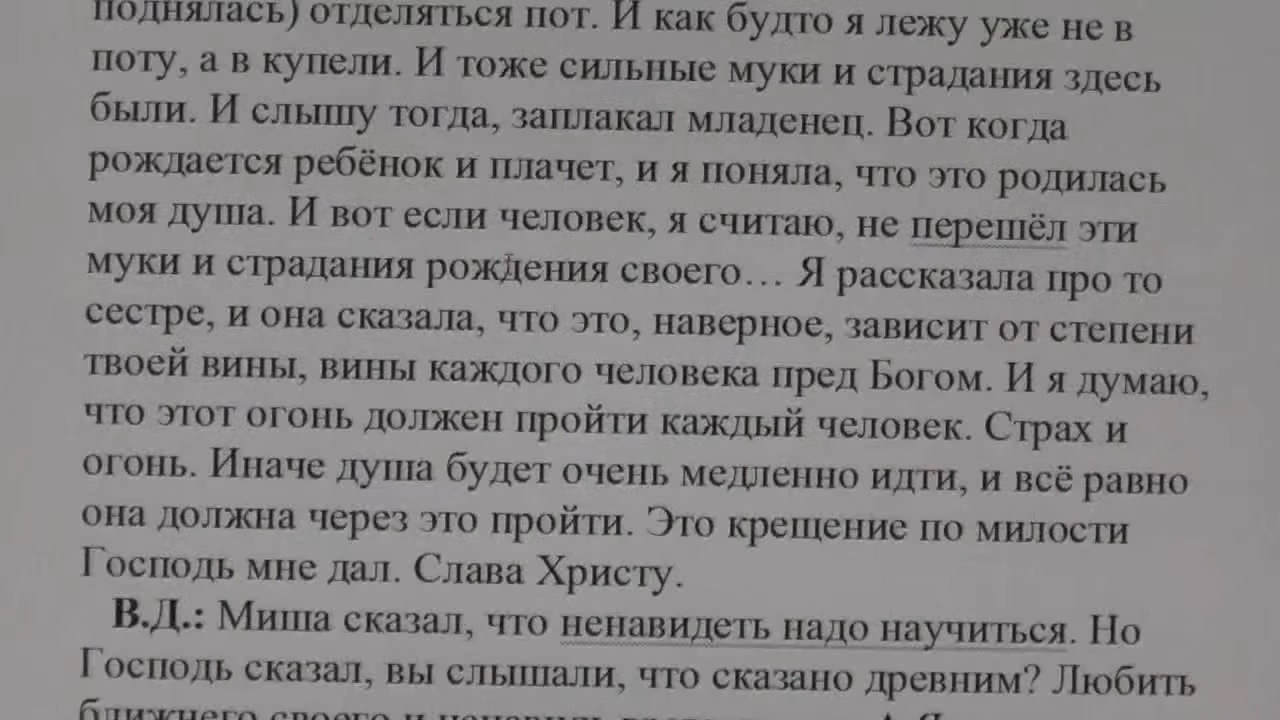 поднялась) отделяться пот. И как будто я лежу уже не в
поту, а в купели. И тоже сильные муки и страдания здесь
были. И слышу тогда, заплакал младенец. Вот когда
рождается ребёнок и плачет, и я поняла, что это родилась
моя душа. И вот если человек, я считаю, не перешёл эти
муки и страдания рождения своего… Я рассказала про то
сестре, и она сказала, что это, наверное, зависит от степени
твоей вины, вины каждого человека пред Богом. И я думаю,
что этот огонь должен пройти каждый человек. Страх и
огонь. Иначе душа будет очень медленно идти, и всё равно
она должна через это пройти. Это крещение по милости
Господь мне дал. Слава Христу.
В.Д.: Миша сказал, что ненавидеть надо научиться. Но
Господь сказал, вы слышали, что сказано древним? Любить
ближнего своего и